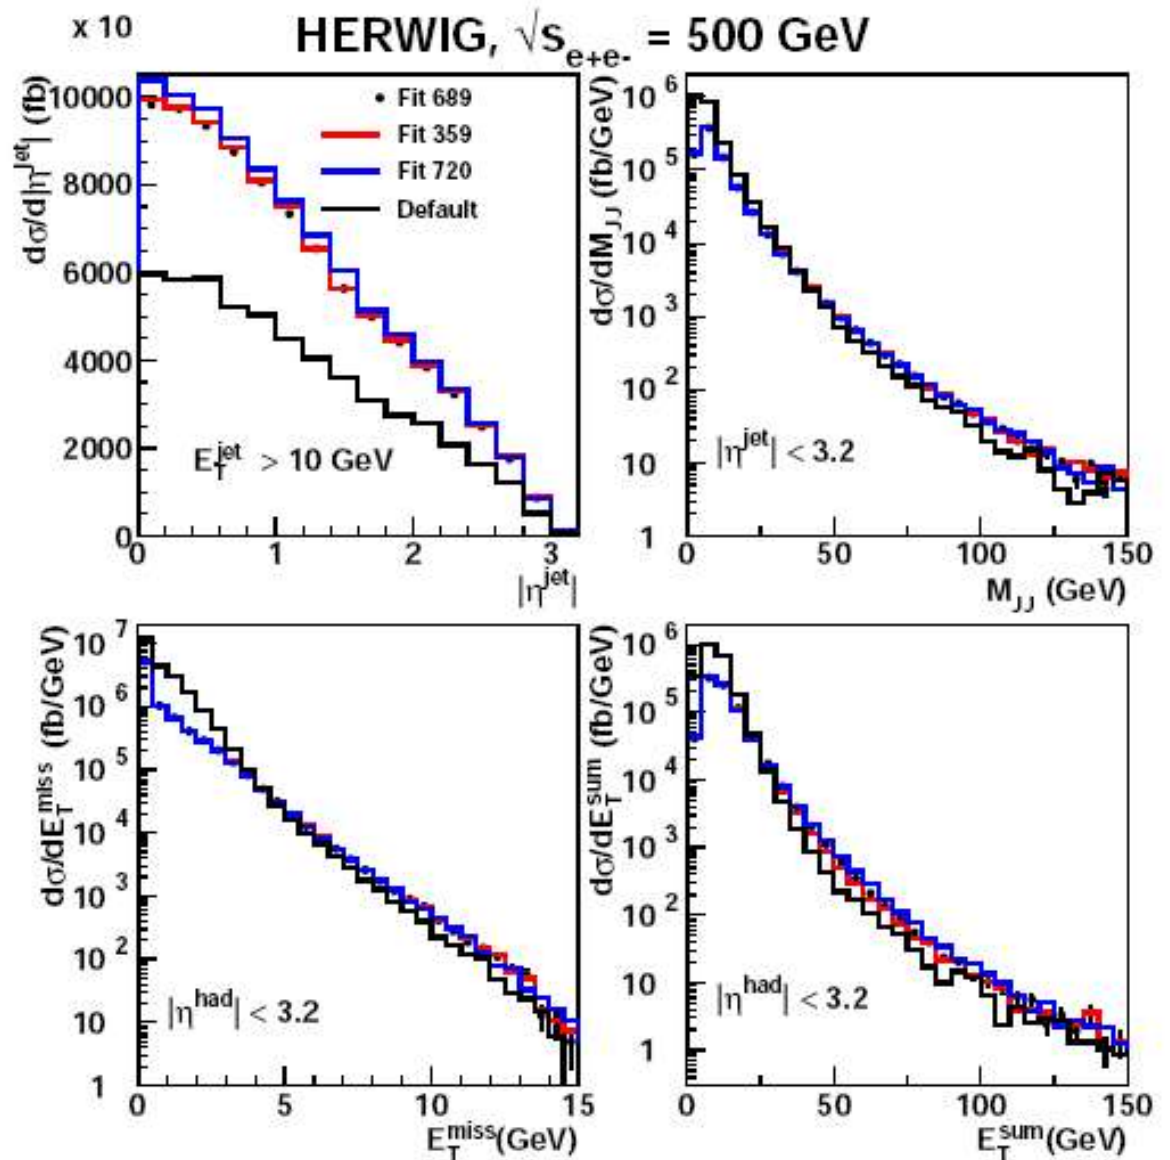 x 10
HERWIG, √s e+e- = 500 GeV
dσ/d|η^jet| (fb)
10000
8000
6000
4000
2000
0
Fit 689
Fit 359
Fit 720
Default
E_T^jet > 10 GeV
0 1 2 3
|η^jet|
dσ/dM_JJ (fb/GeV)
10^6
10^5
10^4
10^3
10^2
10
1
|η^jet| < 3.2
0 50 100 150
M_JJ (GeV)
dσ/dE_T^miss (fb/GeV)
10^7
10^6
10^5
10^4
10^3
10^2
10
1
|η^had| < 3.2
0 5 10 15
E_T^miss(GeV)
dσ/dE_T^sum (fb/GeV)
10^6
10^5
10^4
10^3
10^2
10
1
|η^had| < 3.2
0 50 100 150
E_T^sum(GeV)